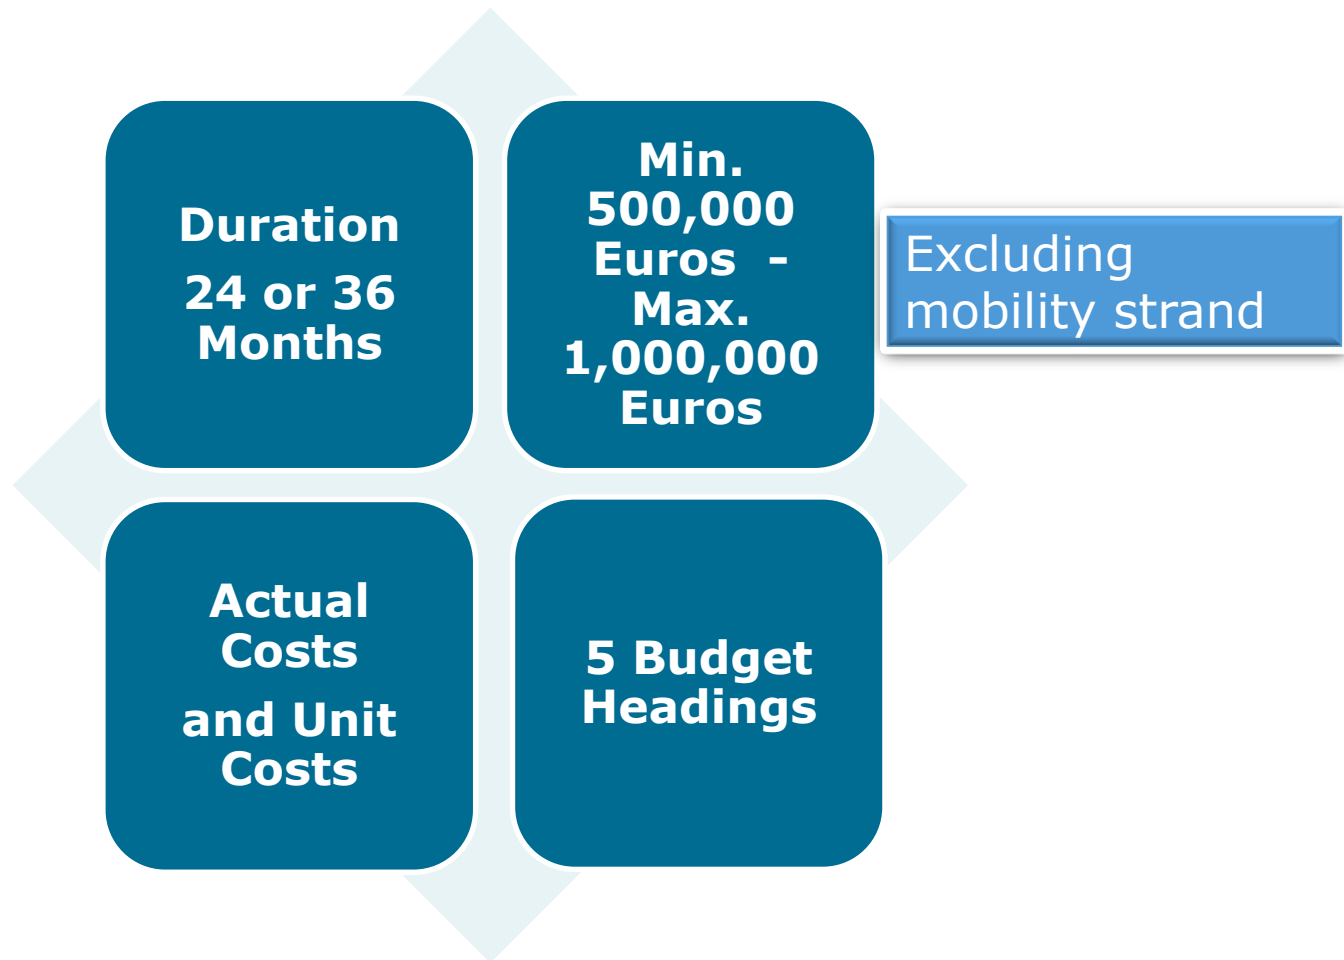 Duration
24 or 36
Months
Min.
500,000
Euros -
Max.
1,000,000
Euros
Excluding
mobility strand
Actual
Costs
and Unit
Costs
5 Budget
Headings